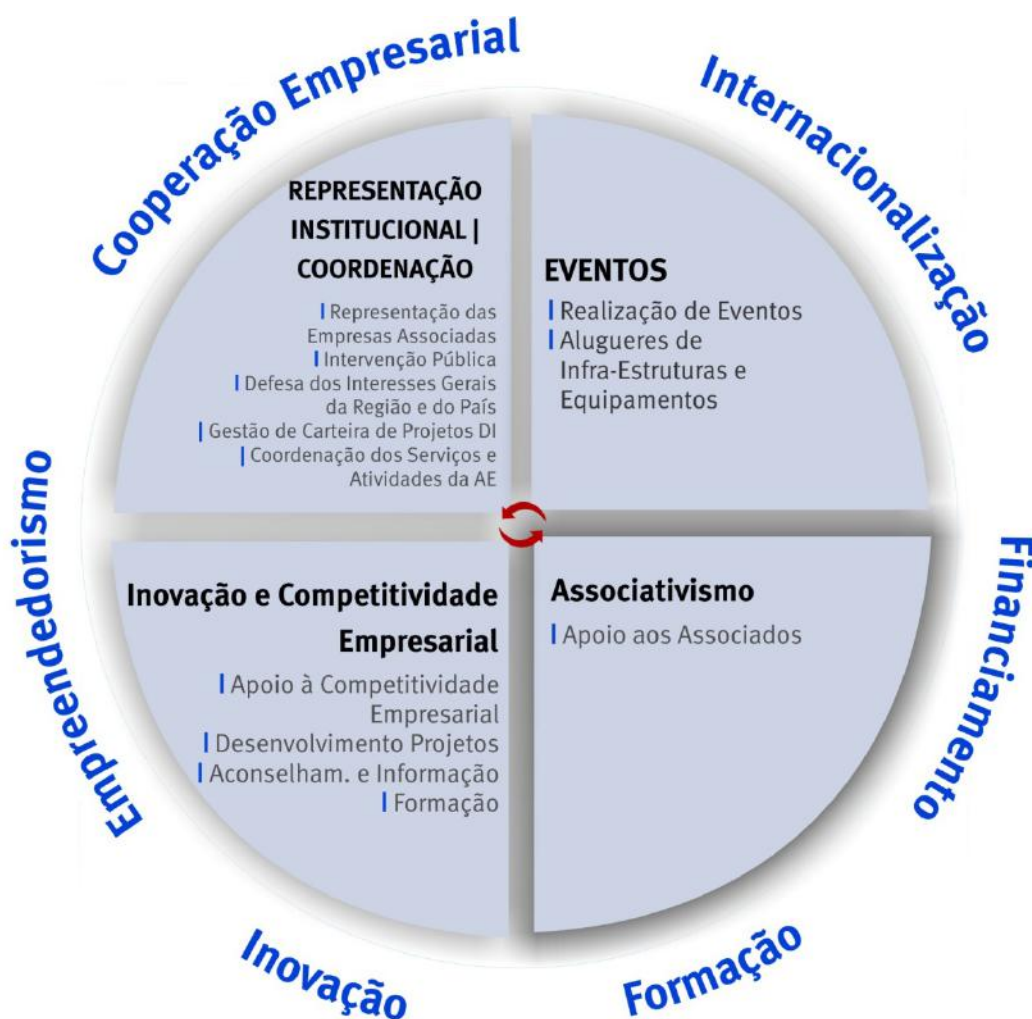 Cooperação Empresarial
Internacionalização
REPRESENTAÇÃO
INSTITUCIONAL |
COORDENAÇÃO
Representação das
Empresas Associadas
Intervenção Pública
Defesa dos Interesses Gerais
da Região e do País
Gestão de Carteira de Projetos DI
Coordenação dos Serviços e
Atividades da AE
EVENTOS
Realização de Eventos
Alugueres de
Infra-Estruturas e
Equipamentos
Empreendedorismo
Financiamento
Inovação e Competitividade
Empresarial
Apoio à Competitividade
Empresarial
Desenvolvimento Projetos
Aconselham. e Informação
Formação
Associativismo
Apoio aos Associados
Inovação
Formação